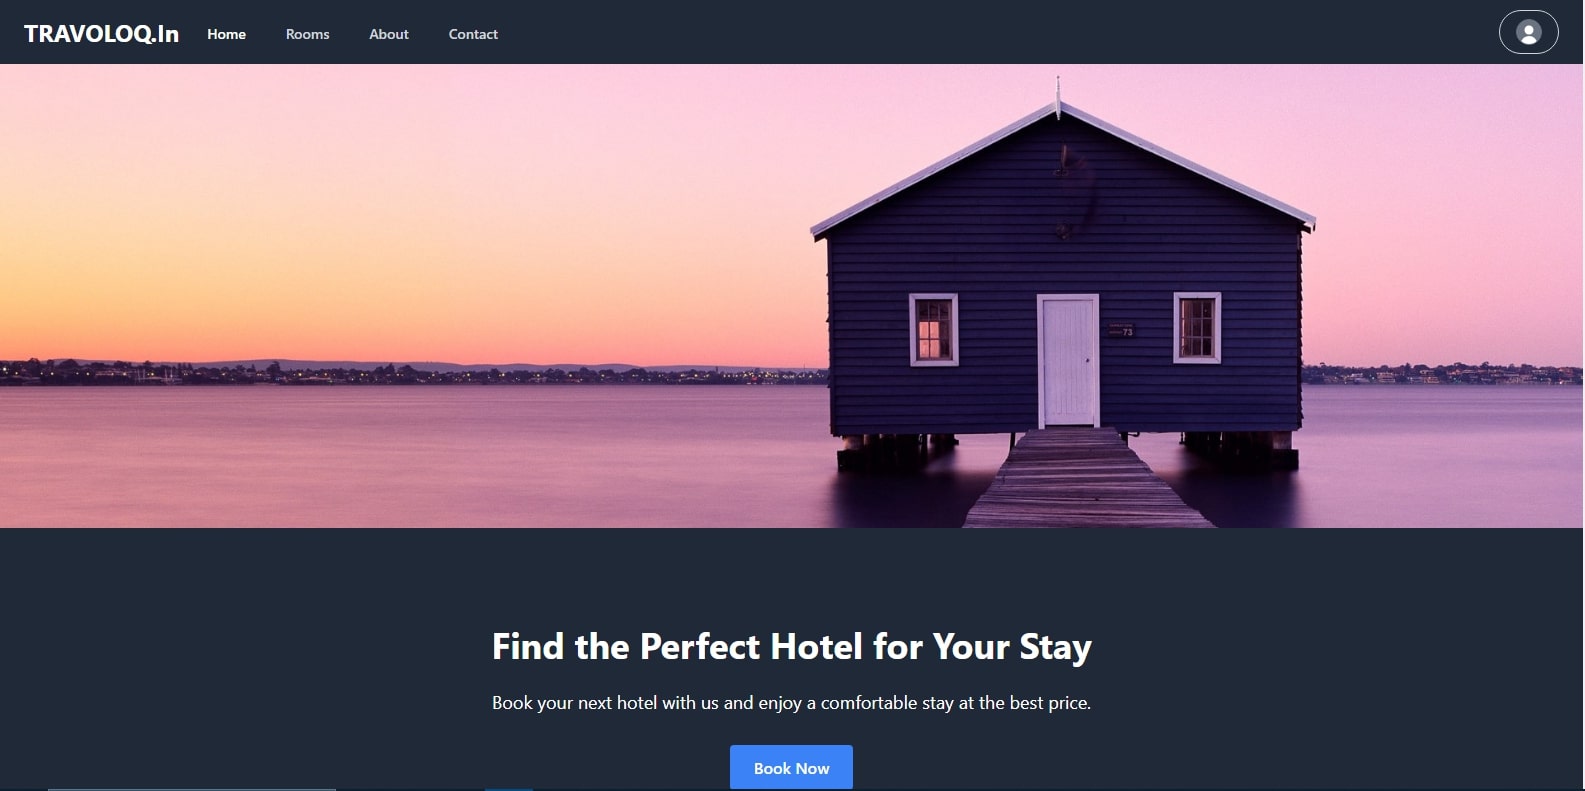 TRAVOLOQ.In
Home
Rooms
About
Contact
73
Find the Perfect Hotel for Your Stay
Book your next hotel with us and enjoy a comfortable stay at the best price.
Book Now